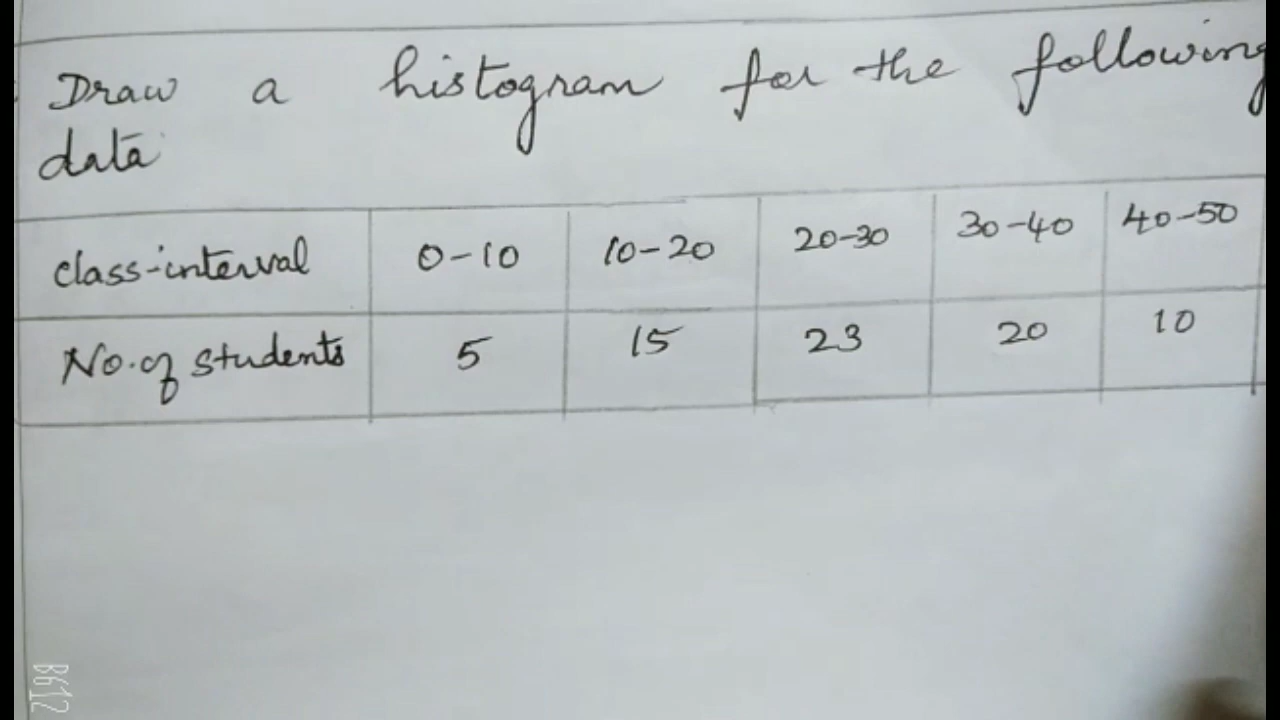 Draw a histogram for the following
data
class-interval 0-10 10-20 20-30 30-40 40-50
No. of students 5 15 23 20 10
B612